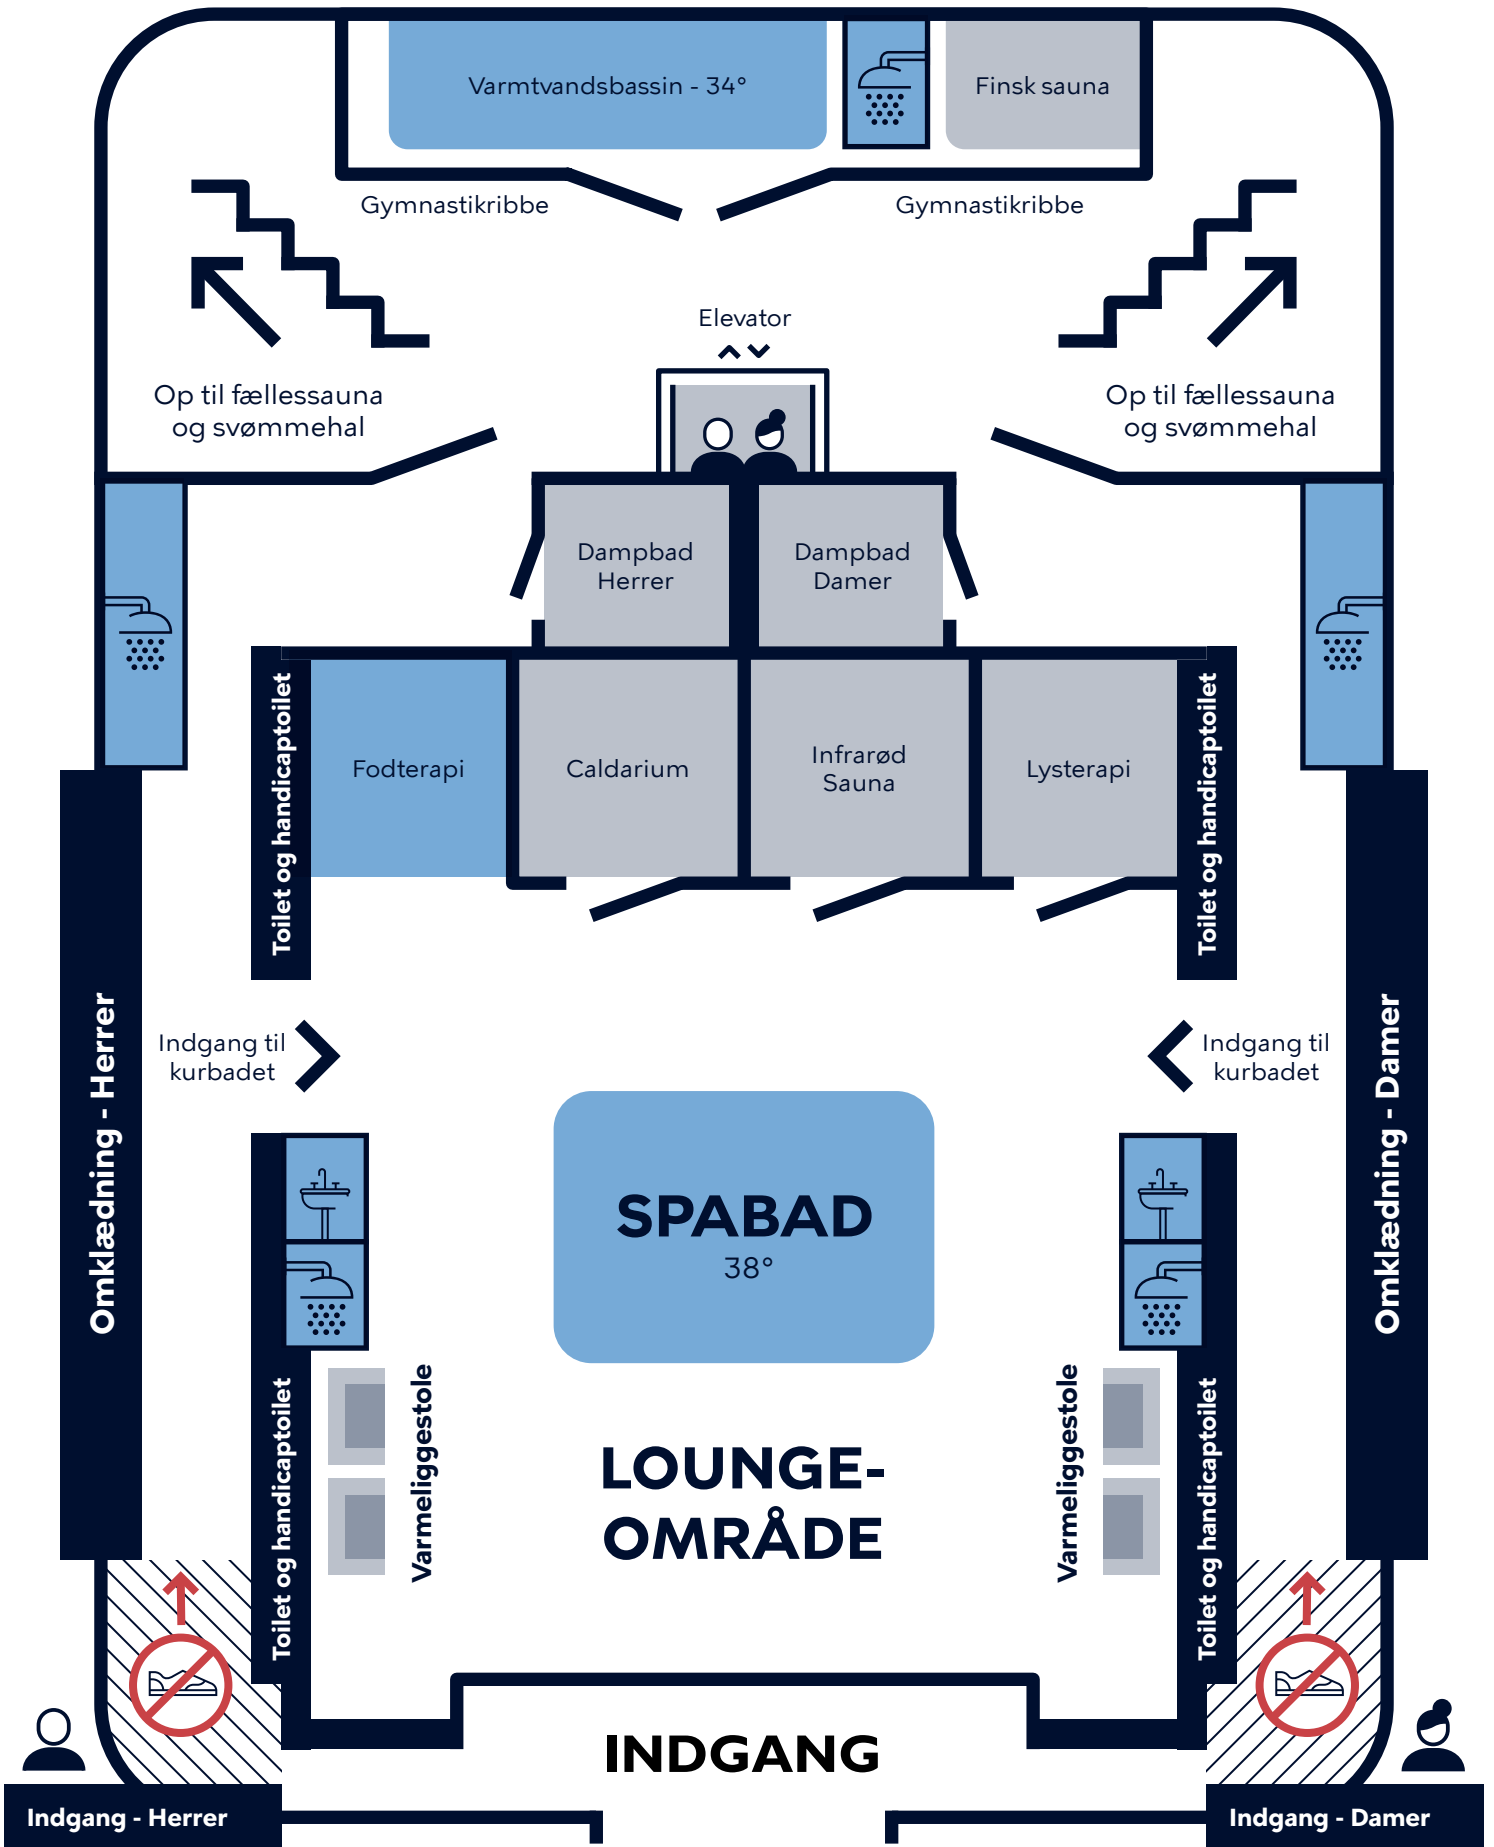 Varmtvandsbassin - 34°
Finsk sauna
Gymnastikribbe
Gymnastikribbe
Elevator
Op til fællessauna
og svømmehal
Op til fællessauna
og svømmehal
Dampbad
Herrer
Dampbad
Damer
Toilet og handicaptoilet
Fodterapi
Caldarium
Infrarød
Sauna
Lysterapi
Toilet og handicaptoilet
Omklædning - Herrer
Indgang til
kurbadet
Indgang til
kurbadet
Omklædning - Damer
SPABAD
38°
Toilet og handicaptoilet
Varmeliggestole
LOUNGE-
OMRÅDE
Varmeliggestole
Toilet og handicaptoilet
INDGANG
Indgang - Herrer
Indgang - Damer